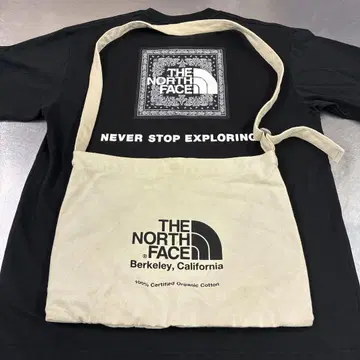 THE
NORTH
FACE
NEVER STOP EXPLORING
THE
NORTH
FACE
®
Berkeley, California
100% Certified Organic Cotton